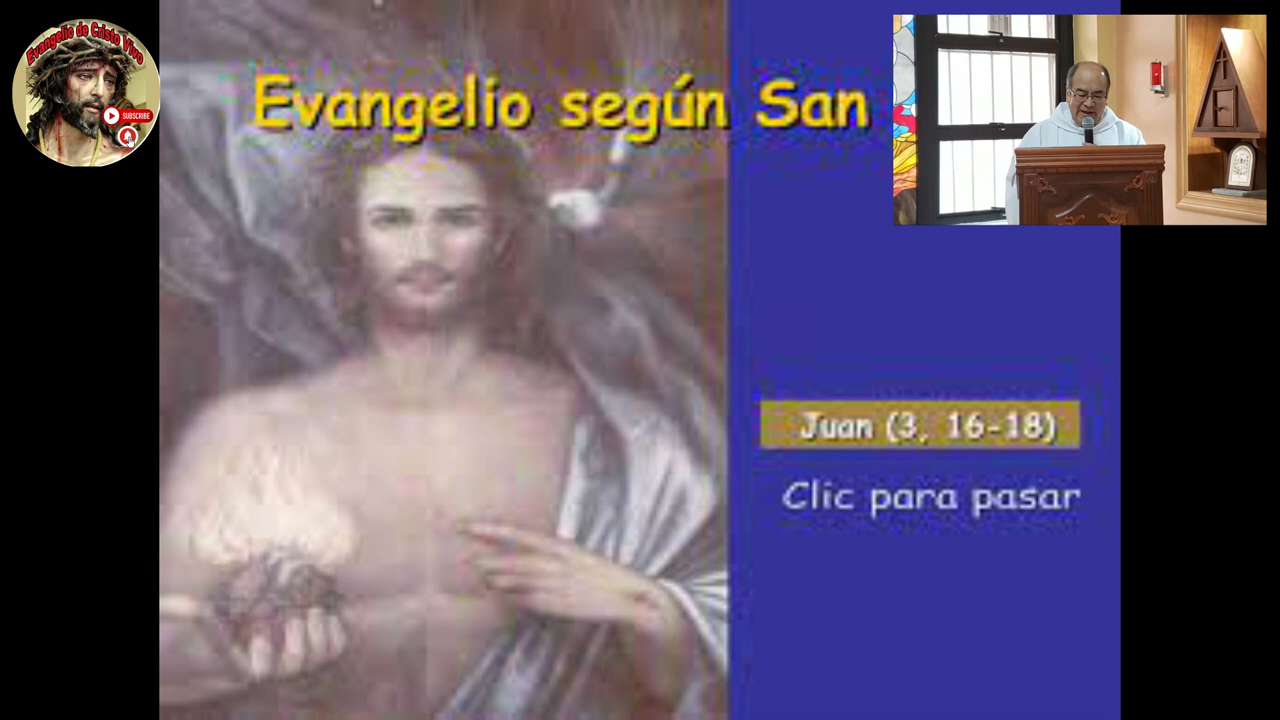 Evangelio de Cristo Vivo
SUBSCRIBE
Evangelio según San
Juan (3, 16-18)
Clic para pasar